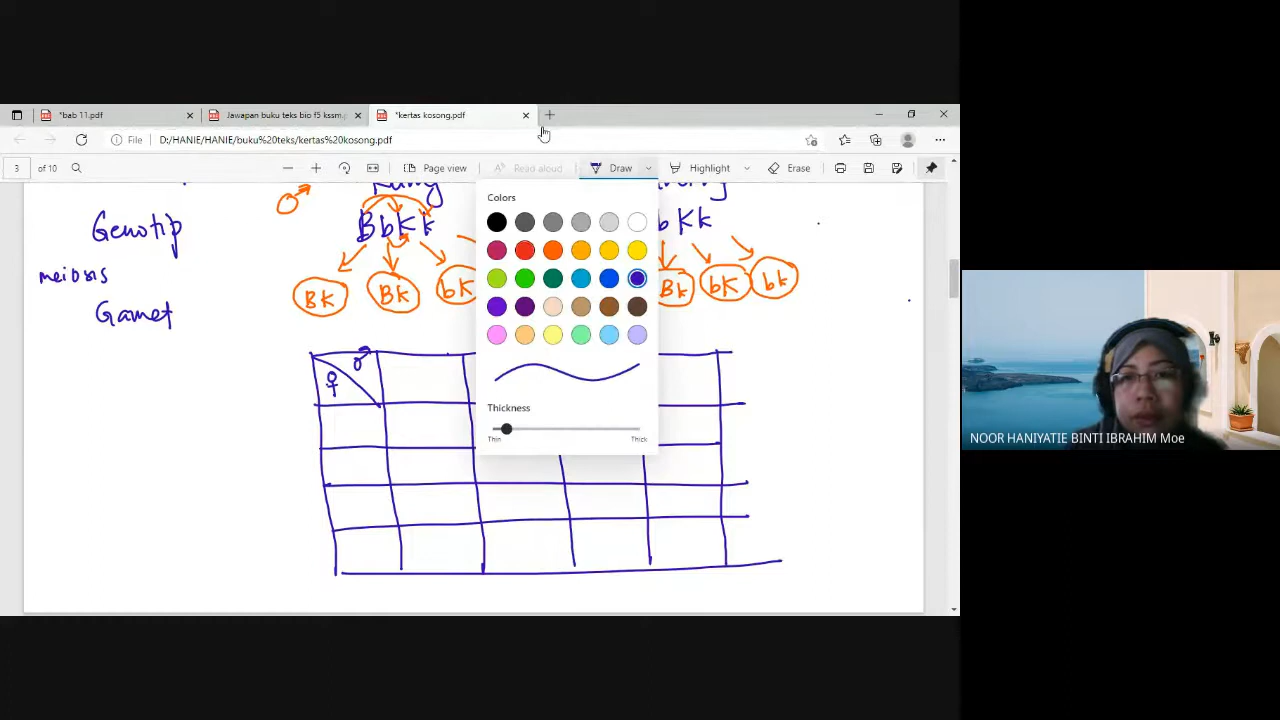 *bab 11.pdf Jawapan buku teks bio f5 kssm. *kertas kosong.pdf
File D:/HANIE/HANIE/buku%20teks/kertas%20kosong.pdf
3 of 10 Page view Read aloud Draw Highlight Erase
Colors
Genotip BbKk bKk
meiosis
Gamet BK Bk bK Bk bK bk
♂
♀
Thickness
Thin Thick
NOOR HANIYATIE BINTI IBRAHIM Moe